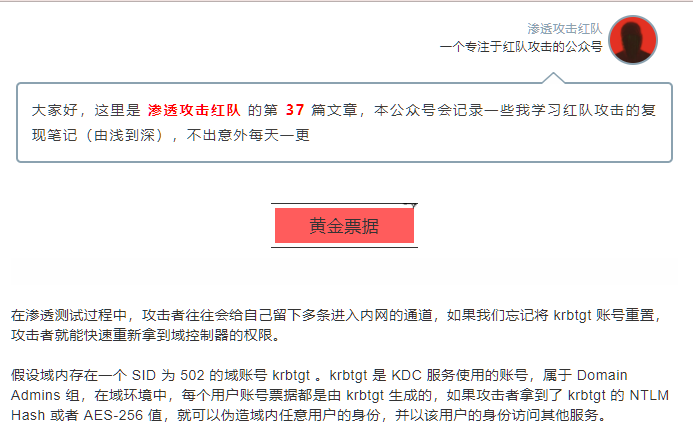 渗透攻击红队
一个专注于红队攻击的公众号
大家好，这里是 渗透攻击红队 的第 37 篇文章，本公众号会记录一些我学习红队攻击的复
现笔记（由浅到深），不出意外每天一更
黄金票据
在渗透测试过程中，攻击者往往会给自己留下多条进入内网的通道，如果我们忘记将 krbtgt 账号重置，
攻击者就能快速重新拿到域控制器的权限。
假设域内存在一个 SID 为 502 的域账号 krbtgt 。krbtgt 是 KDC 服务使用的账号，属于 Domain
Admins 组，在域环境中，每个用户账号票据都是由 krbtgt 生成的，如果攻击者拿到了 krbtgt 的 NTLM
Hash 或者 AES-256 值，就可以伪造域内任意用户的身份，并以该用户的身份访问其他服务。